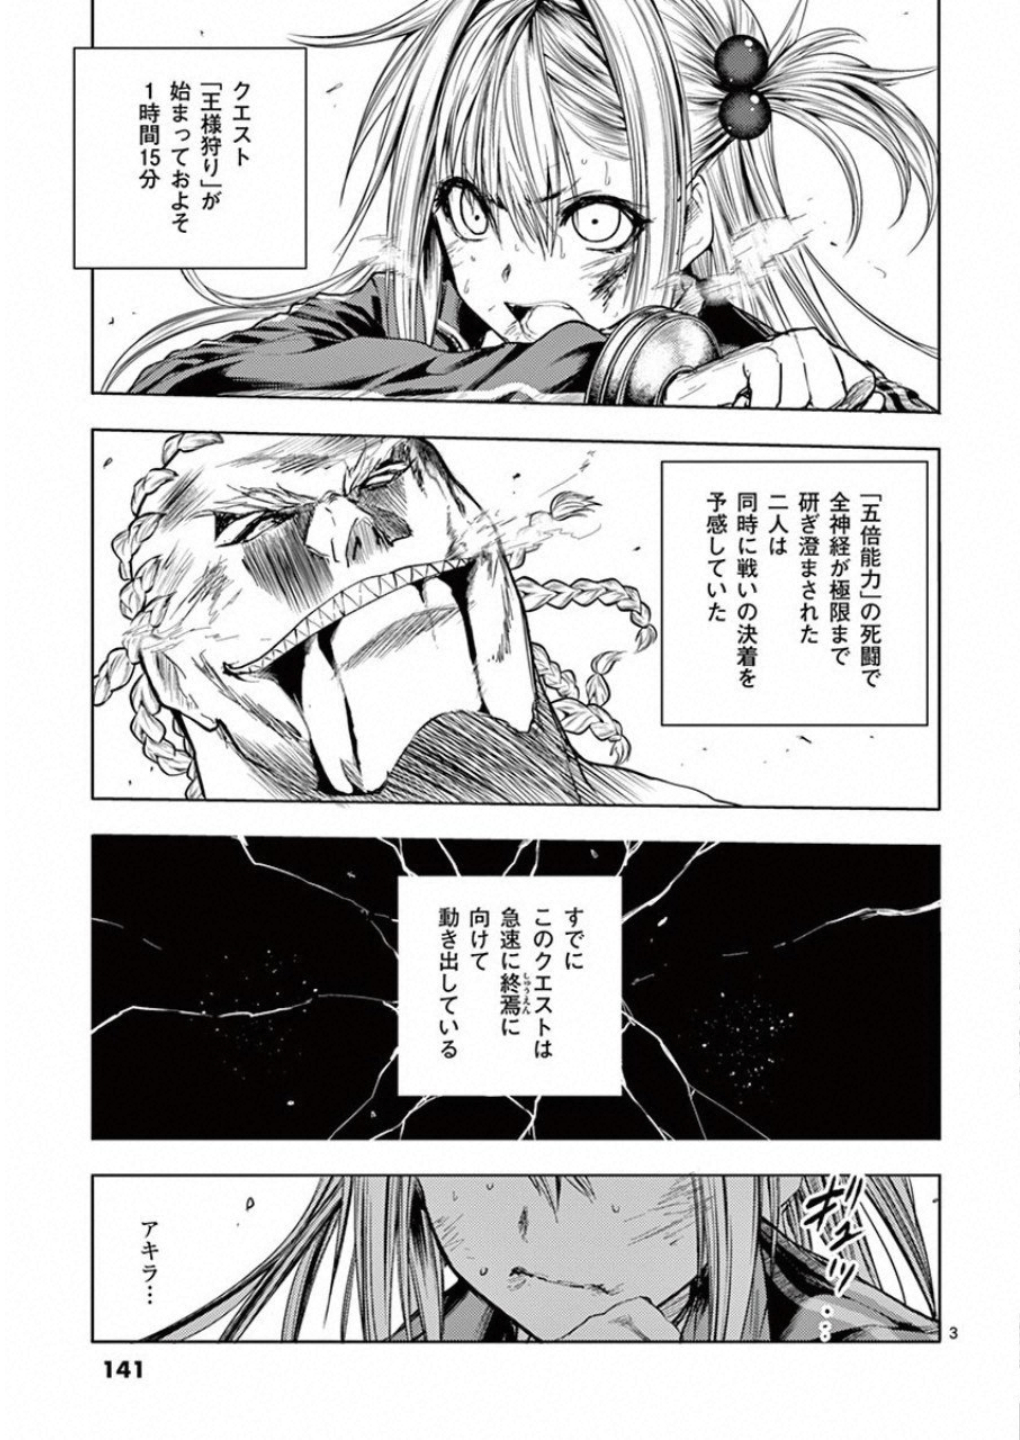 クエスト
「王様狩り」が
始まっておよそ
1時間15分
「五倍能力」の死闘で
全神経が極限まで
研ぎ澄まされた
二人は
同時に戦いの決着を
予感していた
すでに
このクエストは
急速に終焉に
しゅうえん
向けて
動き出している
ギュッ…
アキラ…
3
141